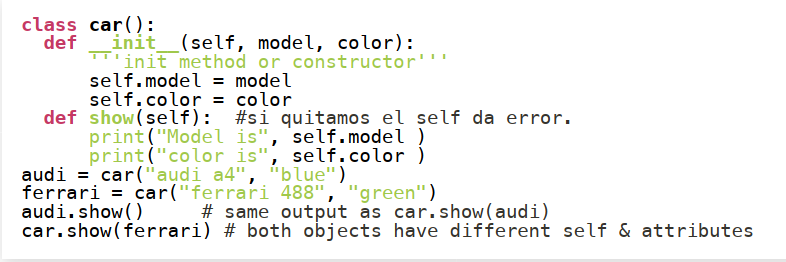 class car():
  def __init__(self, model, color):
      '''init method or constructor'''
      self.model = model
      self.color = color
  def show(self):  #si quitamos el self da error.
      print("Model is", self.model )
      print("color is", self.color )
audi = car("audi a4", "blue")
ferrari = car("ferrari 488", "green")
audi.show()     # same output as car.show(audi)
car.show(ferrari) # both objects have different self & attributes